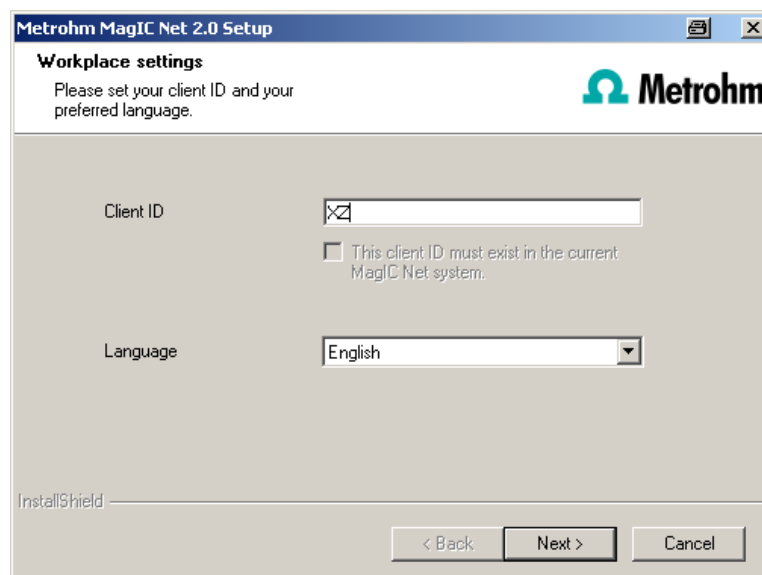 Metrohm MagIC Net 2.0 Setup
Workplace settings
Please set your client ID and your
preferred language.
Metrohm
Client ID
XZ
This client ID must exist in the current
MagIC Net system.
Language
English
InstallShield
< Back
Next >
Cancel